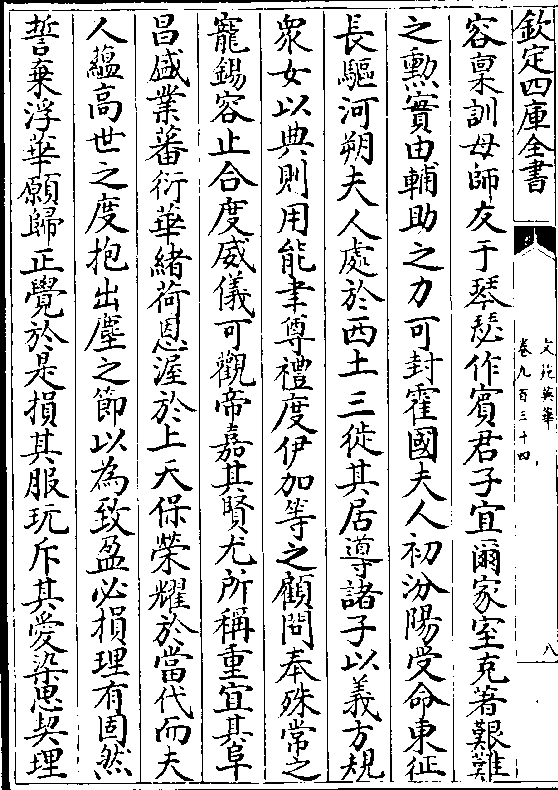 欽定四庫全書
文苑英華
卷九百三十四
八
容稟訓母師友于琴瑟作賓君子宜爾家室克著艱難
之勲實由輔助之力可封霍國夫人初汾陽受命東征
長驅河朔夫人處於西土三徙其居導諸子以義方規
衆女以典則用能聿尊禮度伊加等之顧問奉殊常之
寵錫容止合度威儀可觀帝嘉其賢尤所稱重宜其阜
昌盛業蕃衍華緒荷恩渥於上天保榮耀於當代而夫
人蘊高世之度抱出塵之節以為致盈必損理有固然
誓棄浮華願歸正覺於是損其服玩斥其愛染思契理